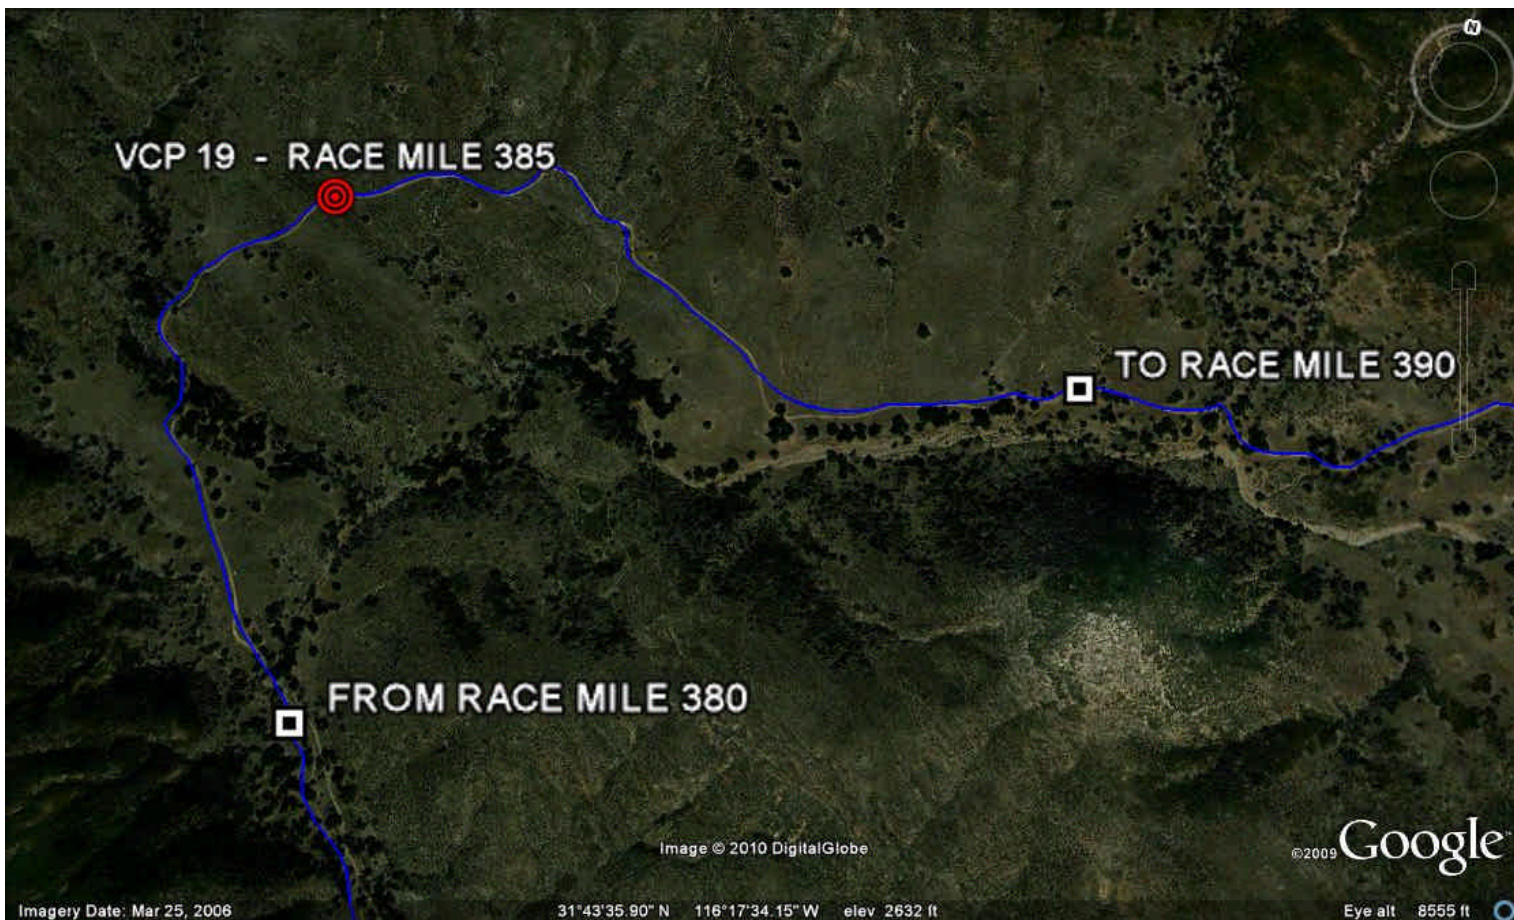 N
VCP 19 - RACE MILE 385
TO RACE MILE 390
FROM RACE MILE 380
Image © 2010 DigitalGlobe
©2009 Google
Imagery Date: Mar 25, 2006 31°43'35.90" N 116°17'34.15" W elev 2632 ft Eye alt 8555 ft